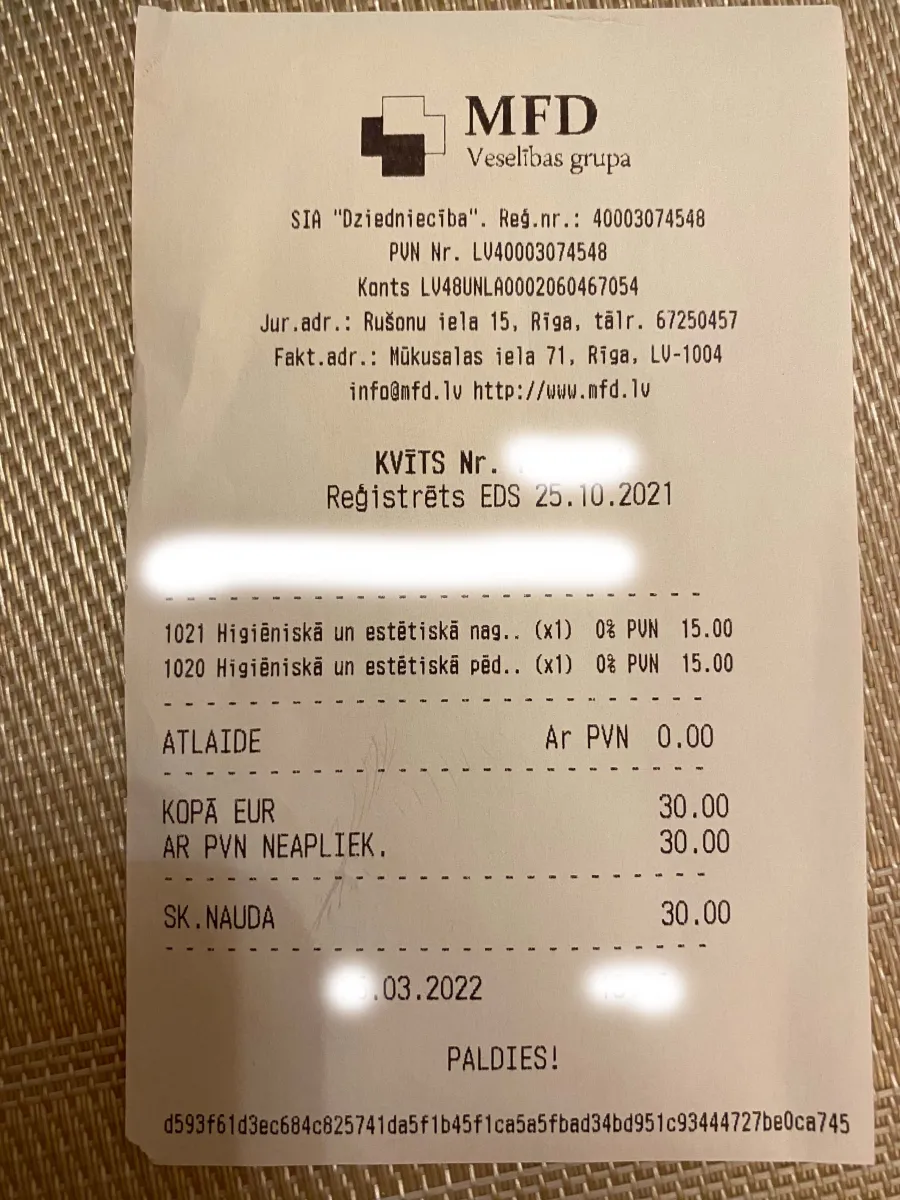 MFD
Veselības grupa
SIA "Dziedniecība". Reģ.nr.: 40003074548
PVN Nr. LV40003074548
Konts LV48UNLA0002060467054
Jur.adr.: Rušonu iela 15, Rīga, tālr. 67250457
Fakt.adr.: Mūkusalas iela 71, Rīga, LV-1004
info@mfd.lv http://www.mfd.lv
KVĪTS Nr.
Reģistrēts EDS 25.10.2021
1021 Higiēniskā un estētiskā nag.. (x1) 0% PVN 15.00
1020 Higiēniskā un estētiskā pēd.. (x1) 0% PVN 15.00
ATLAIDE Ar PVN 0.00
KOPĀ EUR 30.00
AR PVN NEAPLIEK. 30.00
SK.NAUDA 30.00
.03.2022
PALDIES!
d593f61d3ec684c825741da5f1b45f1ca5a5fbad34bd951c93444727be0ca745